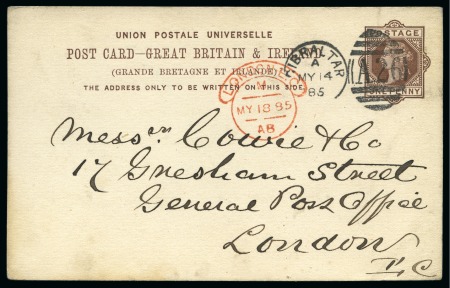 UNION POSTALE UNIVERSELLE
POST CARD—GREAT BRITAIN & IRELAND
(GRANDE BRETAGNE ET IRLANDE)
THE ADDRESS ONLY TO BE WRITTEN ON THIS SIDE.
POSTAGE
ONE PENNY
GIBRALTAR
A
MY 14
85
A26
LONDON E.C
M
MY 18 85
AB
Messrs Cowie & Co
17 Gresham Street
General Post Office
London
E C